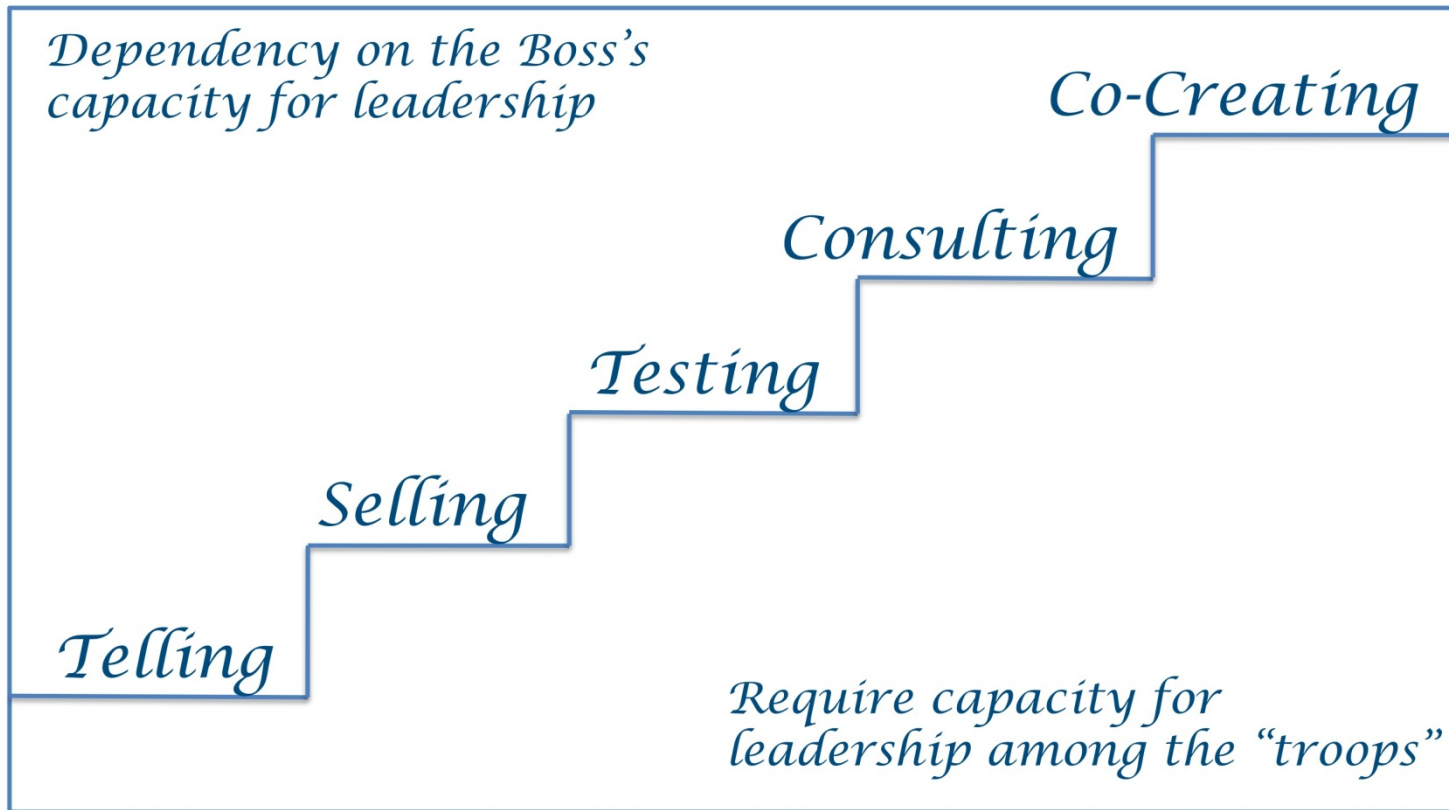 Dependency on the Boss’s
capacity for leadership
Co-Creating
Consulting
Testing
Selling
Telling
Require capacity for
leadership among the “troops”